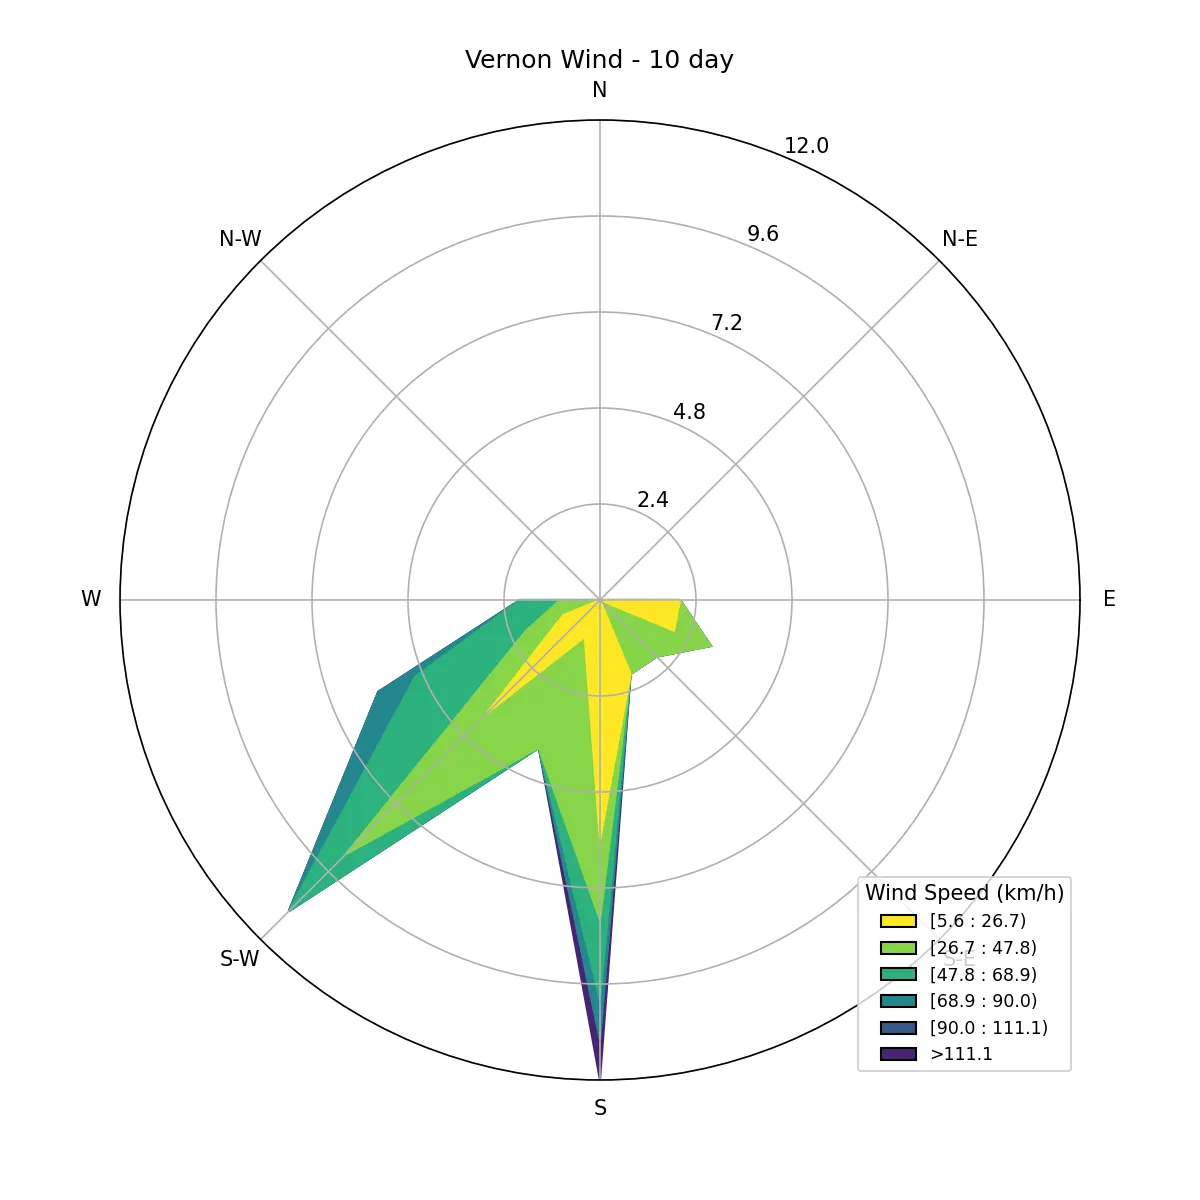 Vernon Wind - 10 day
N
12.0
N-W
9.6
N-E
7.2
4.8
2.4
W
E
S-W
S-E
S
Wind Speed (km/h)
[5.6 : 26.7)
[26.7 : 47.8)
[47.8 : 68.9)
[68.9 : 90.0)
[90.0 : 111.1)
>111.1